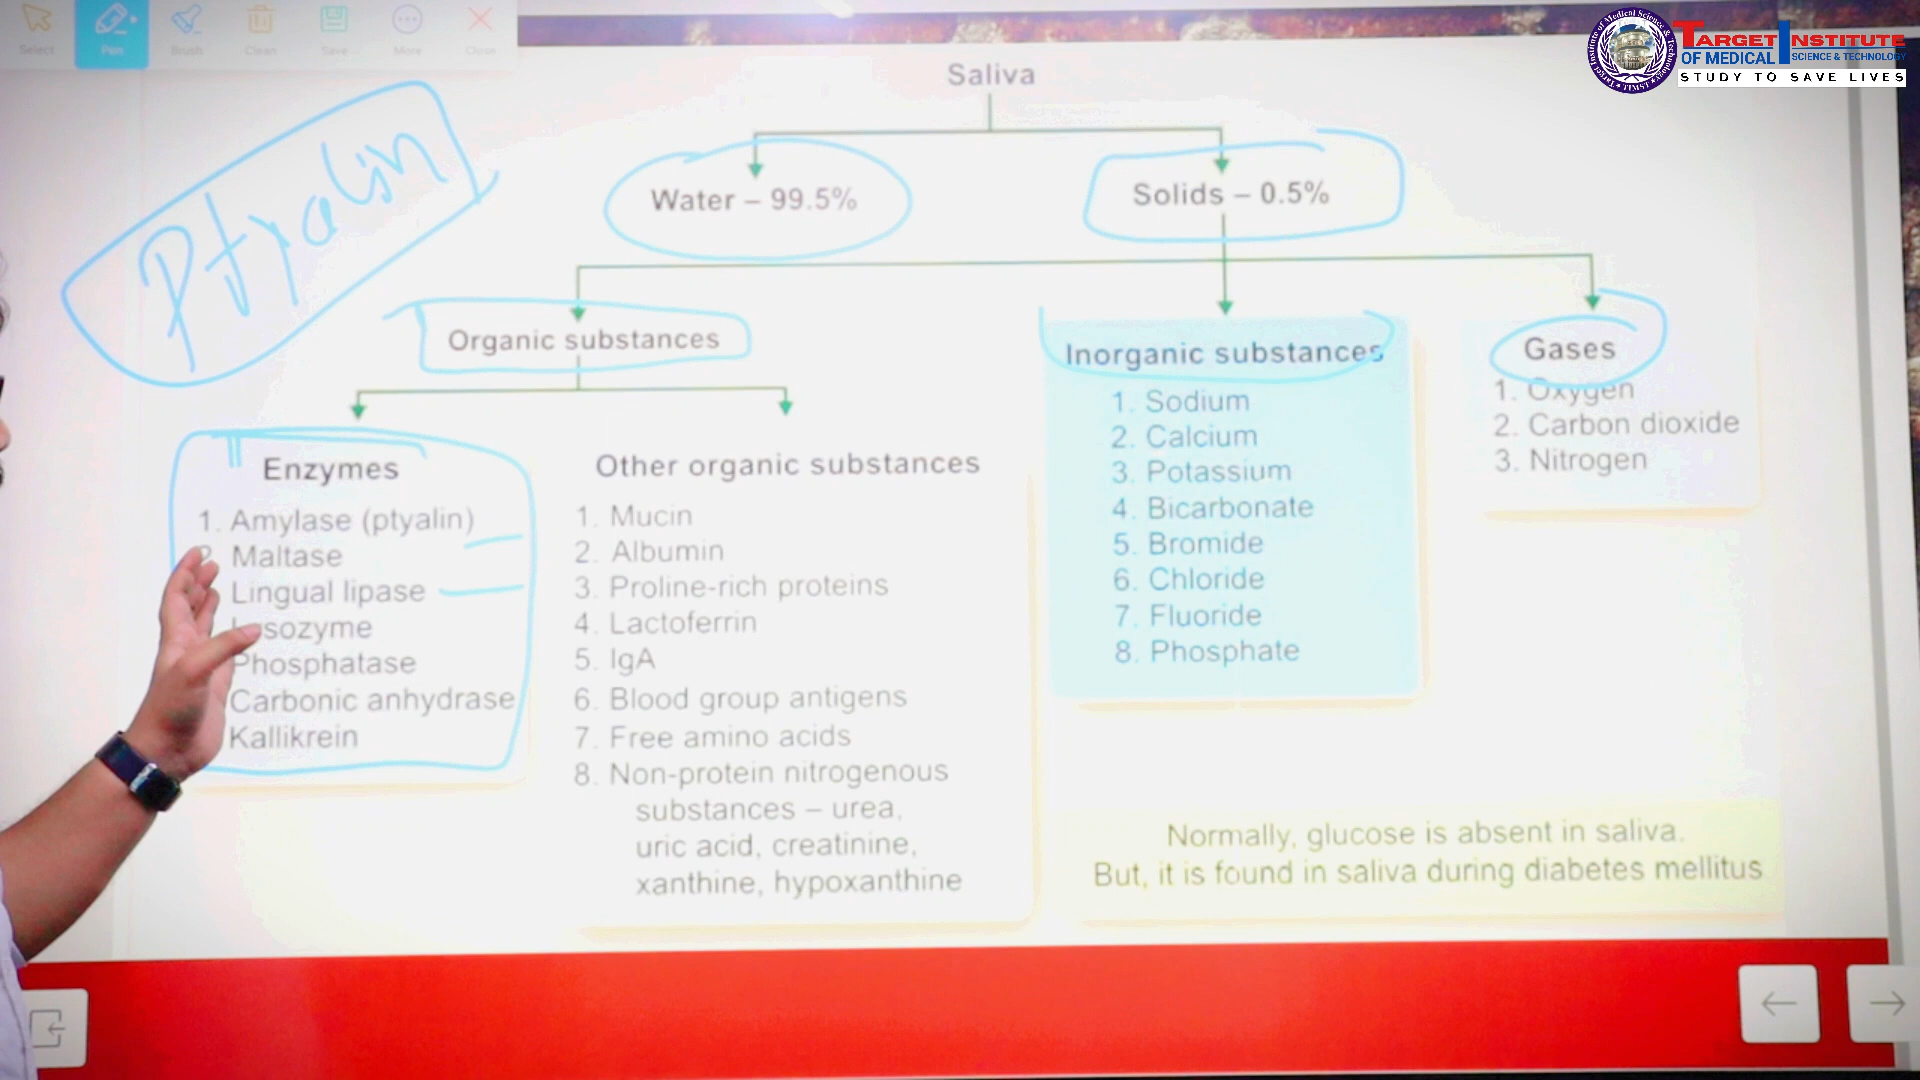 Select
Pen
Brush
Clean
Save
More
TARGET INSTITUTE
OF MEDICAL SCIENCE & TECHNOLOGY
STUDY TO SAVE LIVES
Saliva
Ptyalin
Water – 99.5%
Solids – 0.5%
Organic substances
Enzymes
1. Amylase (ptyalin)
2. Maltase
Lingual lipase
Lysozyme
Phosphatase
Carbonic anhydrase
Kallikrein
Other organic substances
1. Mucin
2. Albumin
3. Proline-rich proteins
4. Lactoferrin
5. IgA
6. Blood group antigens
7. Free amino acids
8. Non-protein nitrogenous
substances – urea,
uric acid, creatinine,
xanthine, hypoxanthine
Inorganic substances
1. Sodium
2. Calcium
3. Potassium
4. Bicarbonate
5. Bromide
6. Chloride
7. Fluoride
8. Phosphate
Gases
1. Oxygen
2. Carbon dioxide
3. Nitrogen
Normally, glucose is absent in saliva.
But, it is found in saliva during diabetes mellitus